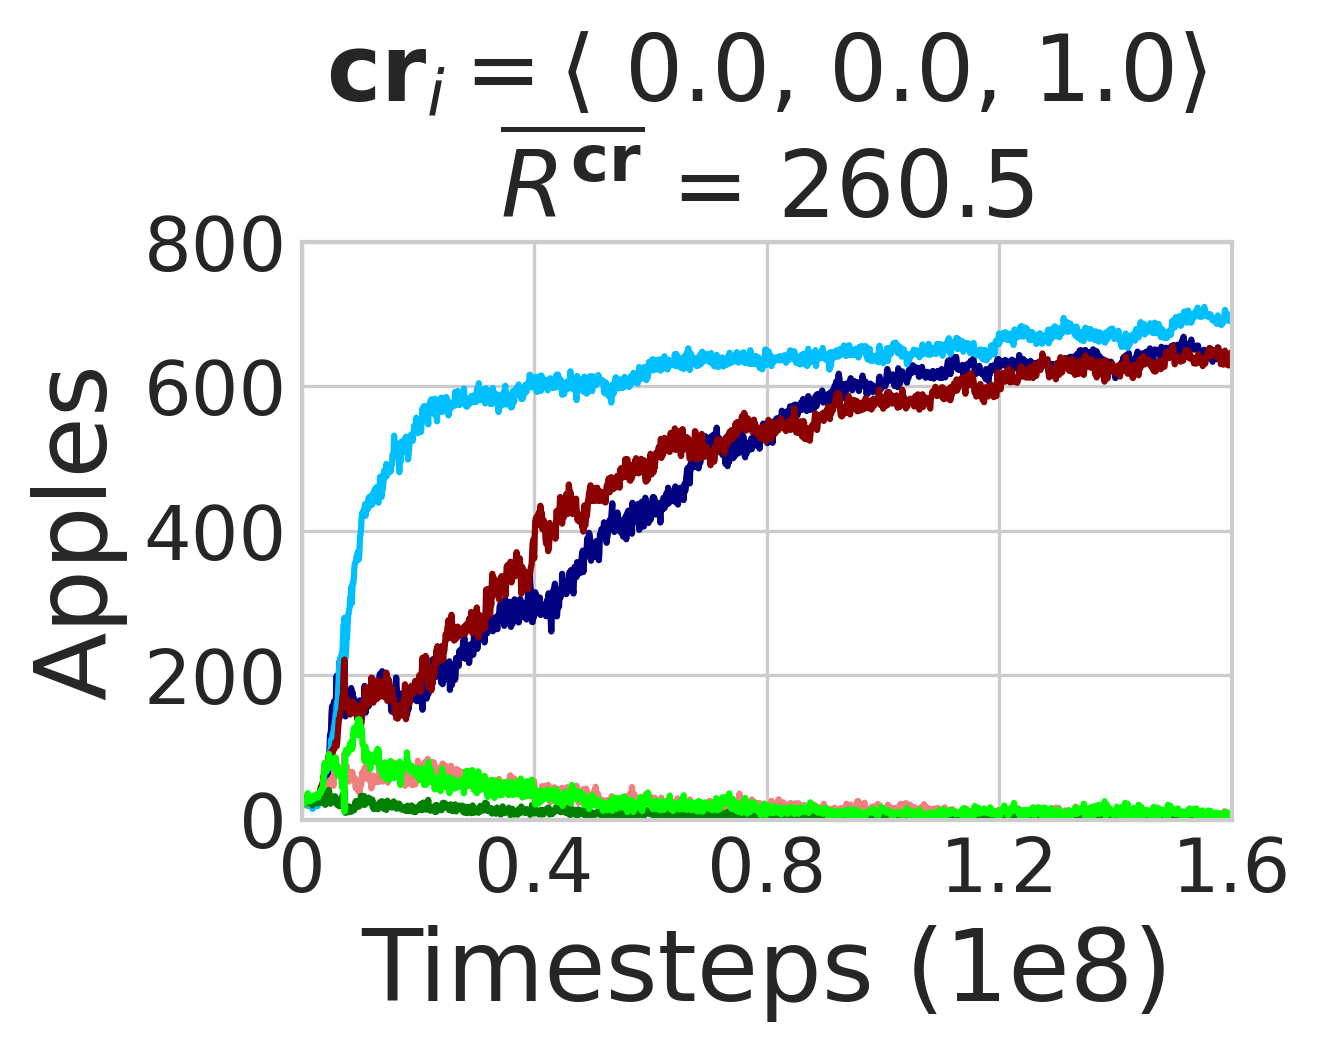 cr_i = ⟨ 0.0, 0.0, 1.0⟩
R^cr = 260.5
800
600
400
200
0
Apples
0 0.4 0.8 1.2 1.6
Timesteps (1e8)